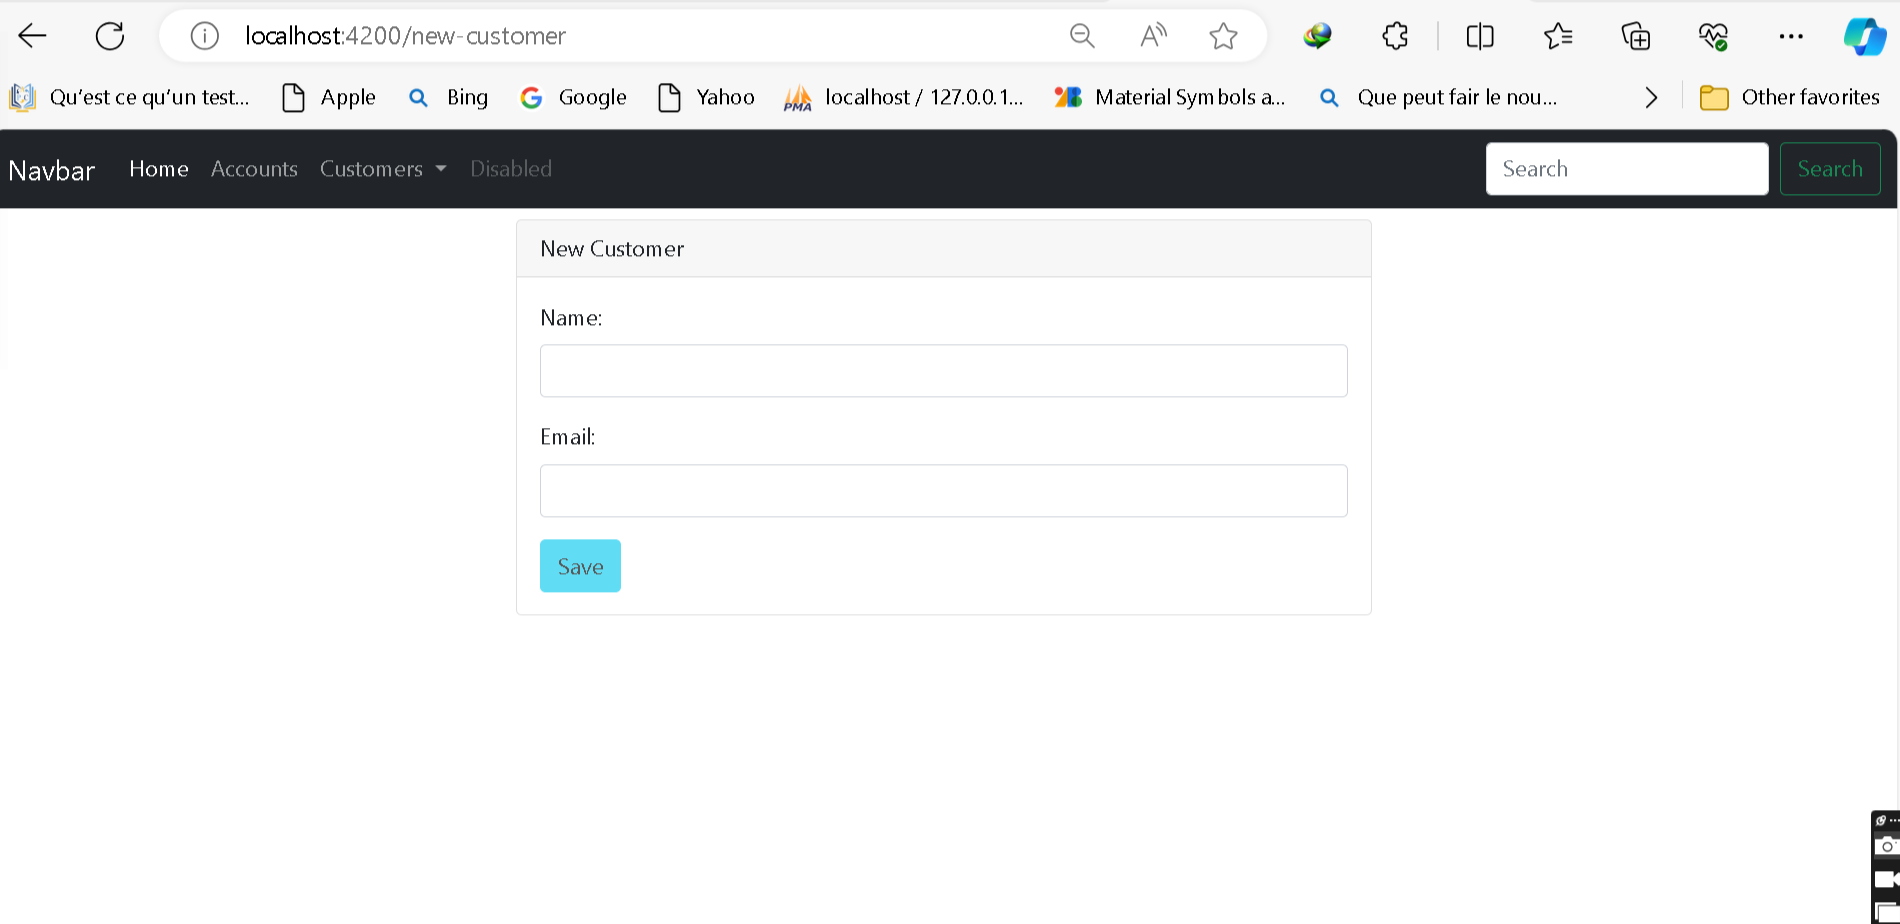 localhost:4200/new-customer
Qu'est ce qu'un test... Apple Bing Google Yahoo PMA localhost / 127.0.0.1... Material Symbols a... Que peut fair le nou... Other favorites
Navbar Home Accounts Customers Disabled Search Search
New Customer
Name:
Email:
Save